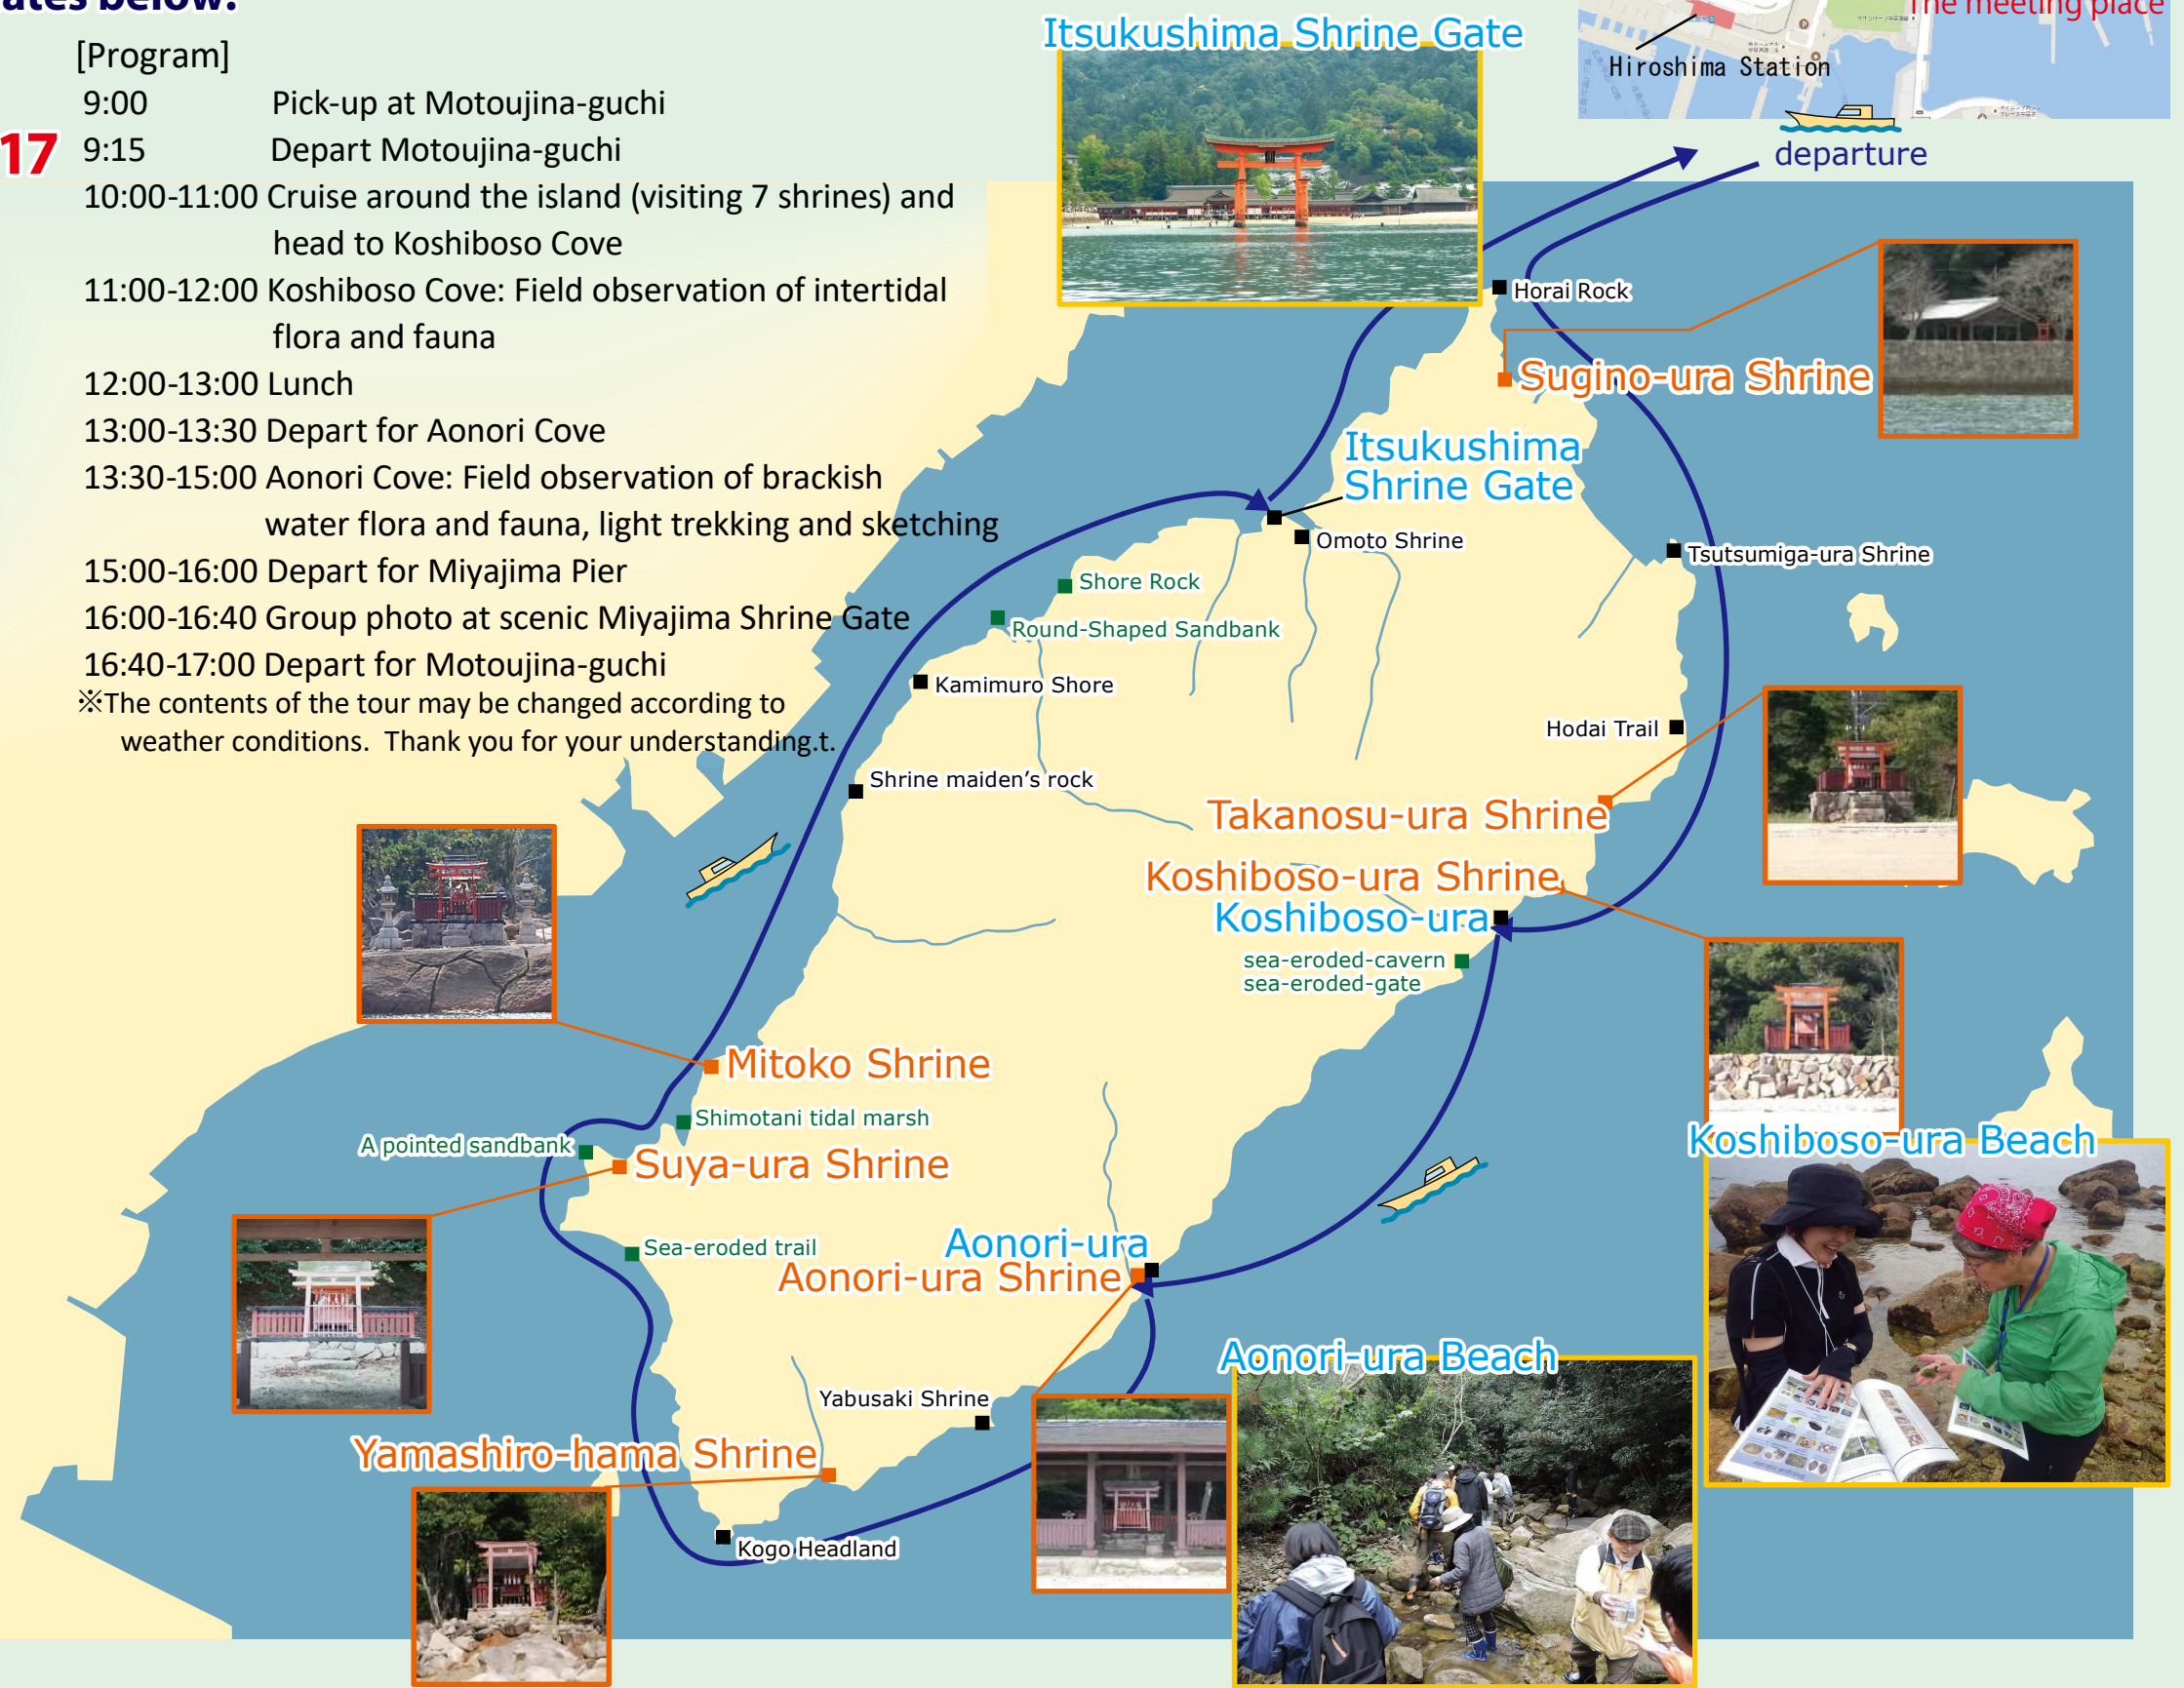 ates below.
[Program]
9:00 Pick-up at Motoujina-guchi
17
9:15 Depart Motoujina-guchi
10:00-11:00 Cruise around the island (visiting 7 shrines) and
head to Koshiboso Cove
11:00-12:00 Koshiboso Cove: Field observation of intertidal
flora and fauna
12:00-13:00 Lunch
13:00-13:30 Depart for Aonori Cove
13:30-15:00 Aonori Cove: Field observation of brackish
water flora and fauna, light trekking and sketching
15:00-16:00 Depart for Miyajima Pier
16:00-16:40 Group photo at scenic Miyajima Shrine Gate
16:40-17:00 Depart for Motoujina-guchi
※The contents of the tour may be changed according to
weather conditions. Thank you for your understanding.t.
Itsukushima Shrine Gate
The meeting place
Hiroshima Station
departure
Horai Rock
Sugino-ura Shrine
Itsukushima
Shrine Gate
Omoto Shrine
Tsutsumiga-ura Shrine
Shore Rock
Round-Shaped Sandbank
Kamimuro Shore
Hodai Trail
Shrine maiden's rock
Takanosu-ura Shrine
Koshiboso-ura Shrine
Koshiboso-ura
sea-eroded-cavern
sea-eroded-gate
Mitoko Shrine
Shimotani tidal marsh
A pointed sandbank
Suya-ura Shrine
Koshiboso-ura Beach
Sea-eroded trail
Aonori-ura
Aonori-ura Shrine
Aonori-ura Beach
Yabusaki Shrine
Yamashiro-hama Shrine
Kogo Headland